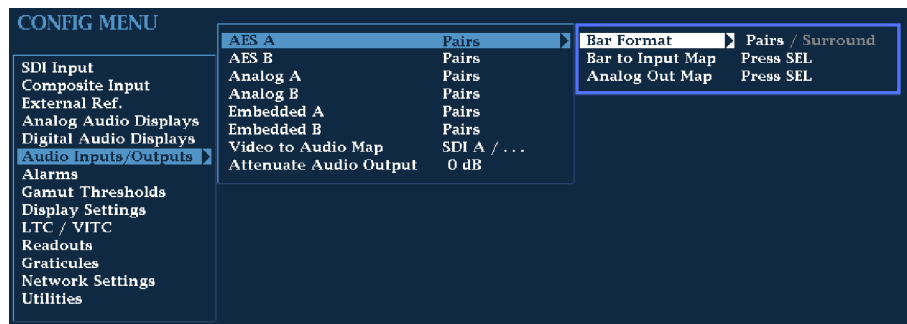 CONFIG MENU
SDI Input
Composite Input
External Ref.
Analog Audio Displays
Digital Audio Displays
Audio Inputs/Outputs
Alarms
Gamut Thresholds
Display Settings
LTC / VITC
Readouts
Graticules
Network Settings
Utilities
AES A Pairs
AES B Pairs
Analog A Pairs
Analog B Pairs
Embedded A Pairs
Embedded B Pairs
Video to Audio Map SDI A / ...
Attenuate Audio Output 0 dB
Bar Format Pairs / Surround
Bar to Input Map Press SEL
Analog Out Map Press SEL